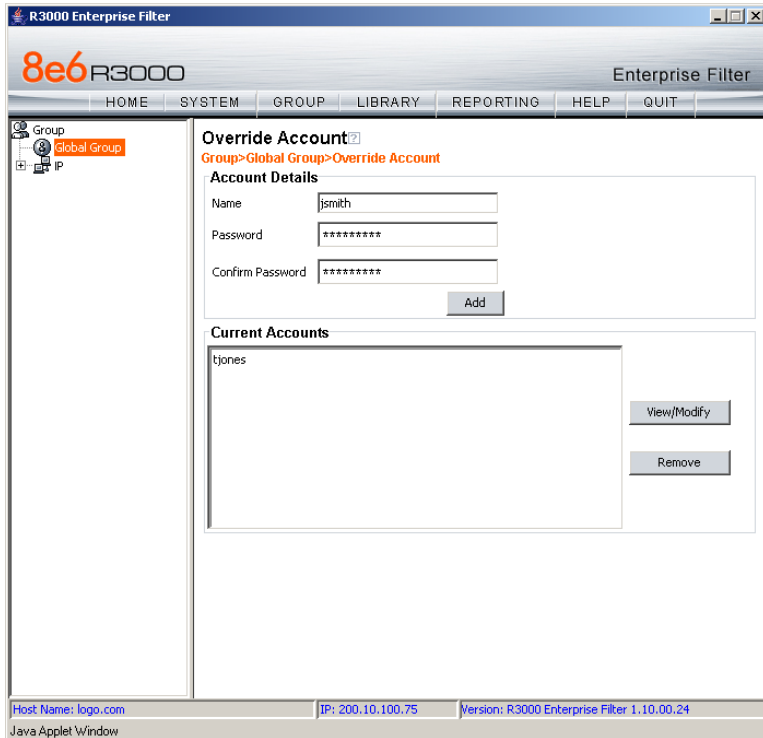 R3000 Enterprise Filter
8e6 R3000
Enterprise Filter
HOME SYSTEM GROUP LIBRARY REPORTING HELP QUIT
Group
Global Group
IP
Override Account ?
Group>Global Group>Override Account
Account Details
Name jsmith
Password *********
Confirm Password *********
Add
Current Accounts
tjones
View/Modify
Remove
Host Name: logo.com IP: 200.10.100.75 Version: R3000 Enterprise Filter 1.10.00.24
Java Applet Window